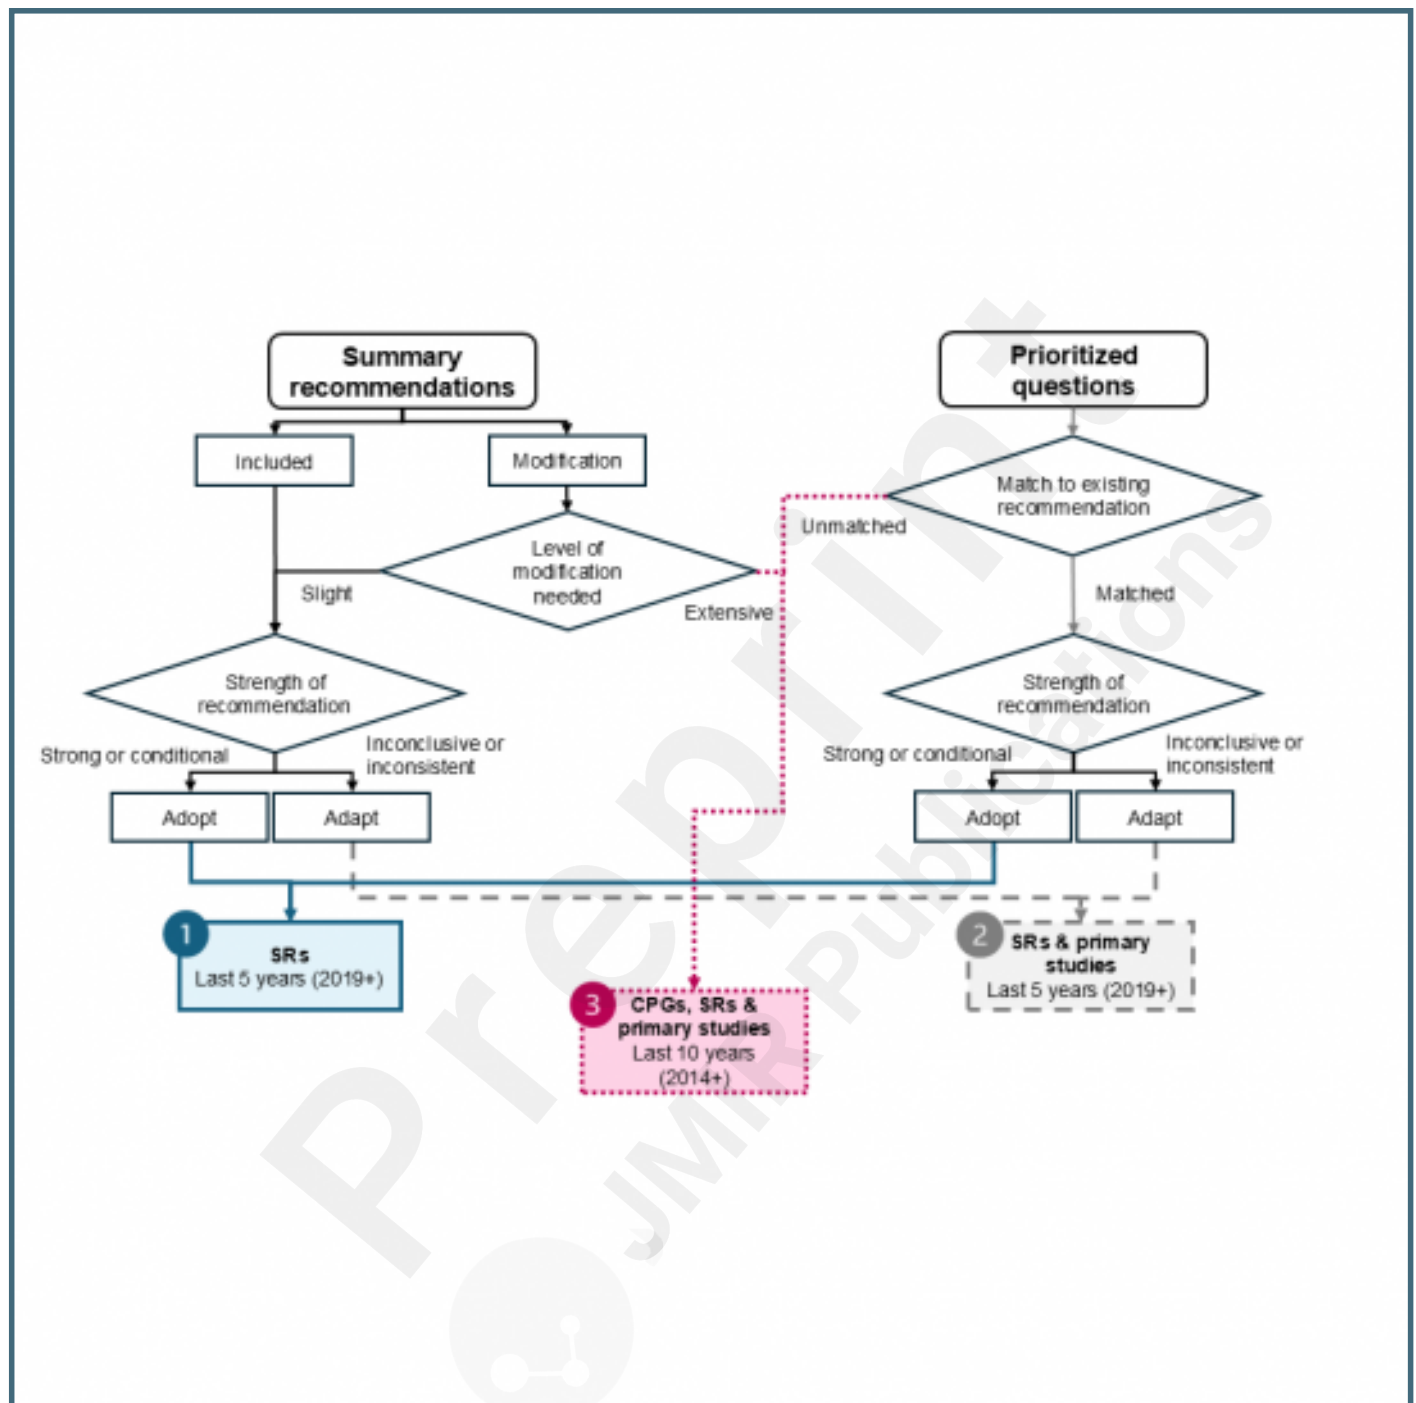 Summary
recommendations
Prioritized
questions
Included
Modification
Match to existing
recommendation
Unmatched
Level of
modification
needed
Slight
Extensive
Matched
Strength of
recommendation
Strong or conditional
Inconclusive or
inconsistent
Adopt
Adapt
Strength of
recommendation
Strong or conditional
Inconclusive or
inconsistent
Adopt
Adapt
1
SRs
Last 5 years (2019+)
2
SRs & primary
studies
Last 5 years (2019+)
3
CPGs, SRs &
primary studies
Last 10 years
(2014+)
Preprint
JMIR Publications